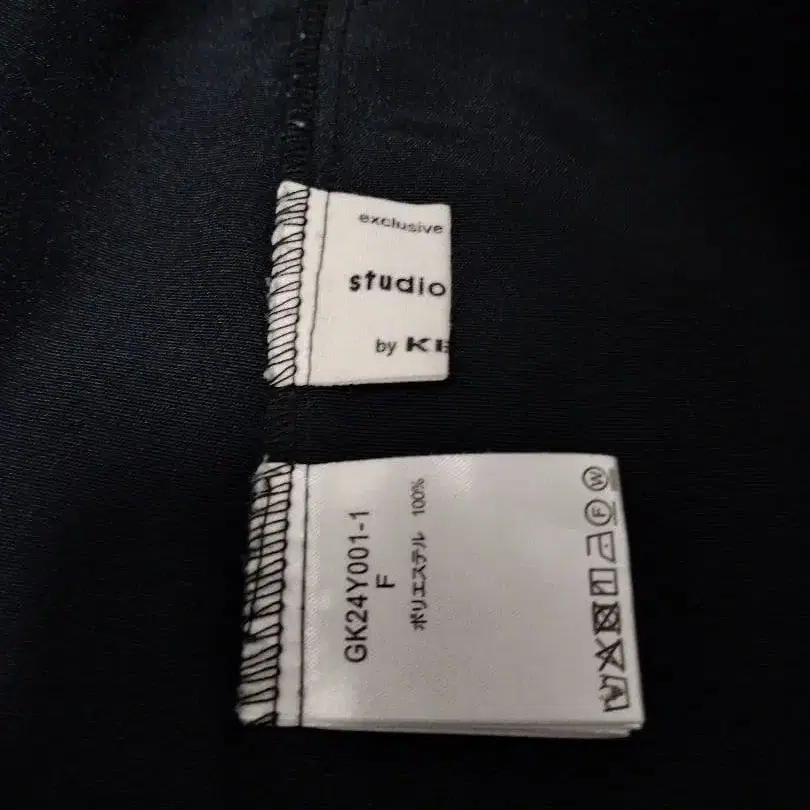 exclusive
studio
by KE
GK24Y001-1
F
ポリエステル 100%
F
W